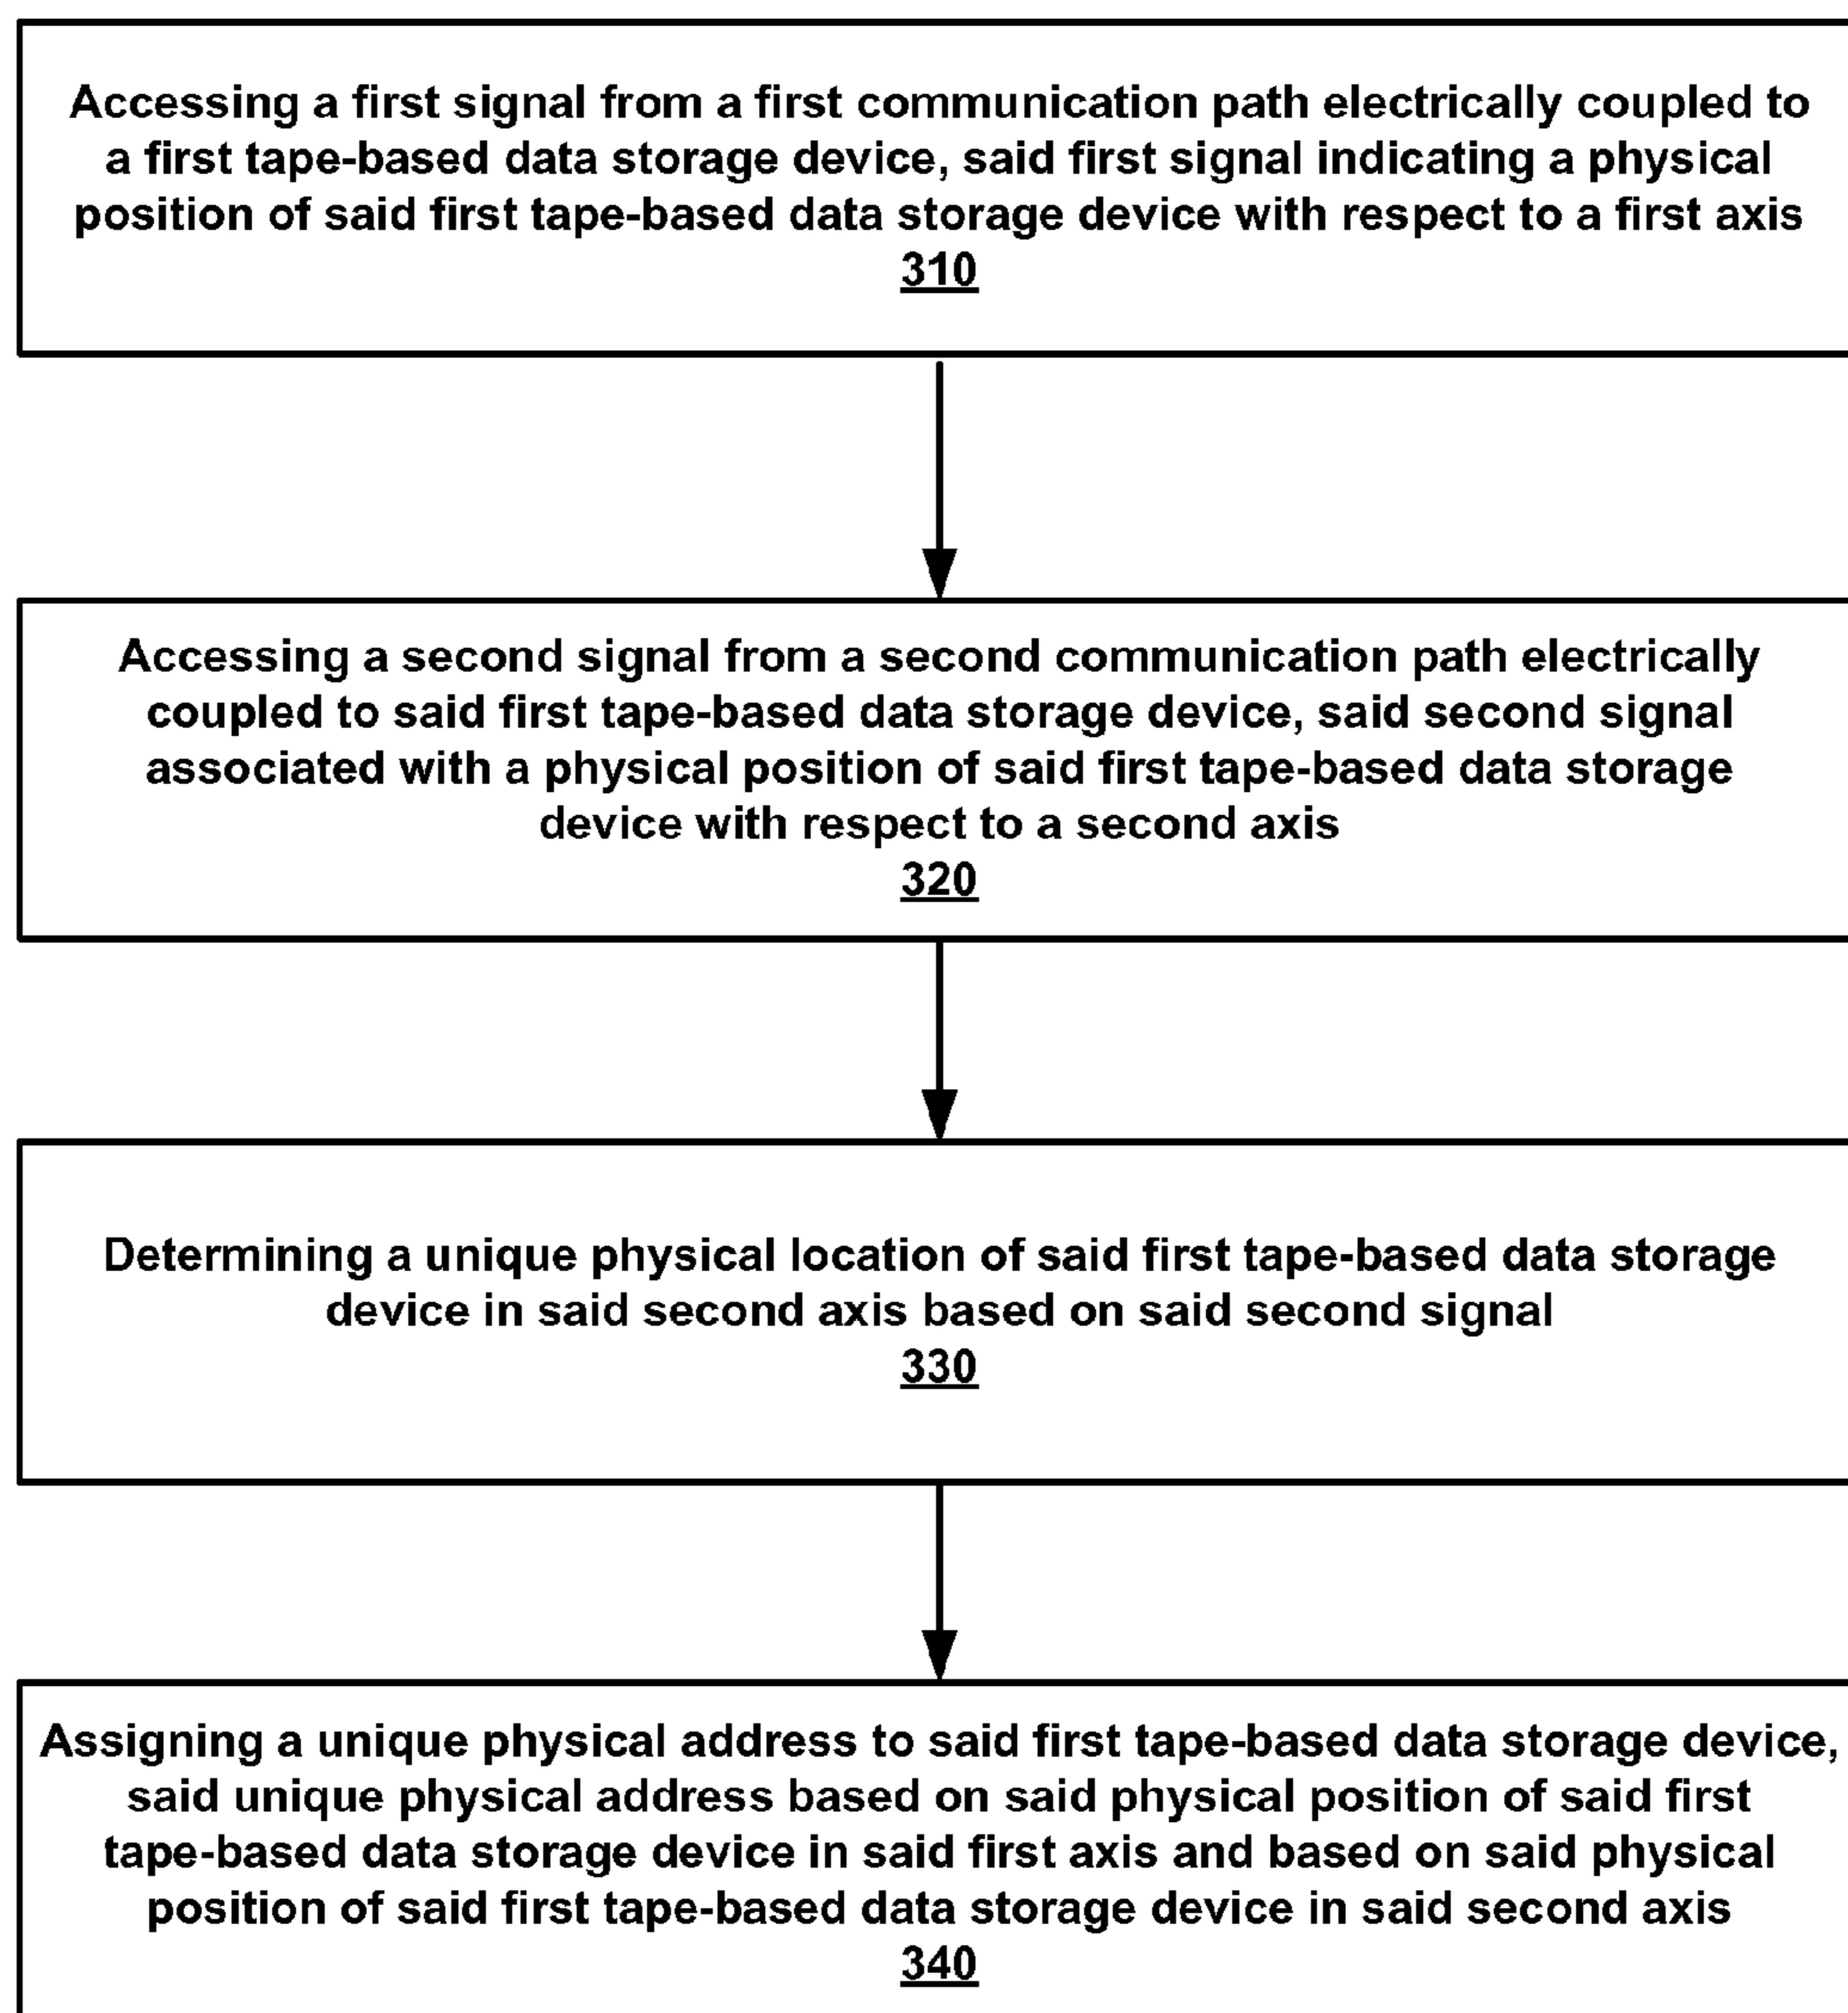 Accessing a first signal from a first communication path electrically coupled to
a first tape-based data storage device, said first signal indicating a physical
position of said first tape-based data storage device with respect to a first axis
310
Accessing a second signal from a second communication path electrically
coupled to said first tape-based data storage device, said second signal
associated with a physical position of said first tape-based data storage
device with respect to a second axis
320
Determining a unique physical location of said first tape-based data storage
device in said second axis based on said second signal
330
Assigning a unique physical address to said first tape-based data storage device,
said unique physical address based on said physical position of said first
tape-based data storage device in said first axis and based on said physical
position of said first tape-based data storage device in said second axis
340